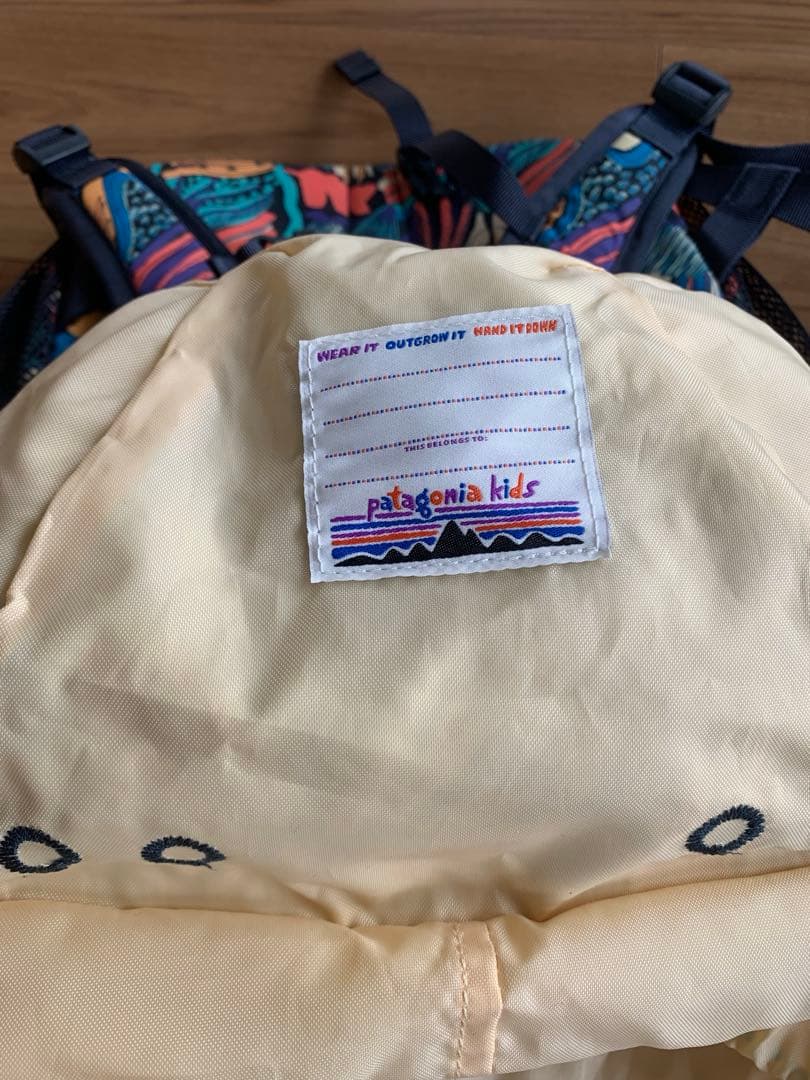 WEAR IT OUTGROW IT HAND IT DOWN
THIS BELONGS TO:
patagonia kids